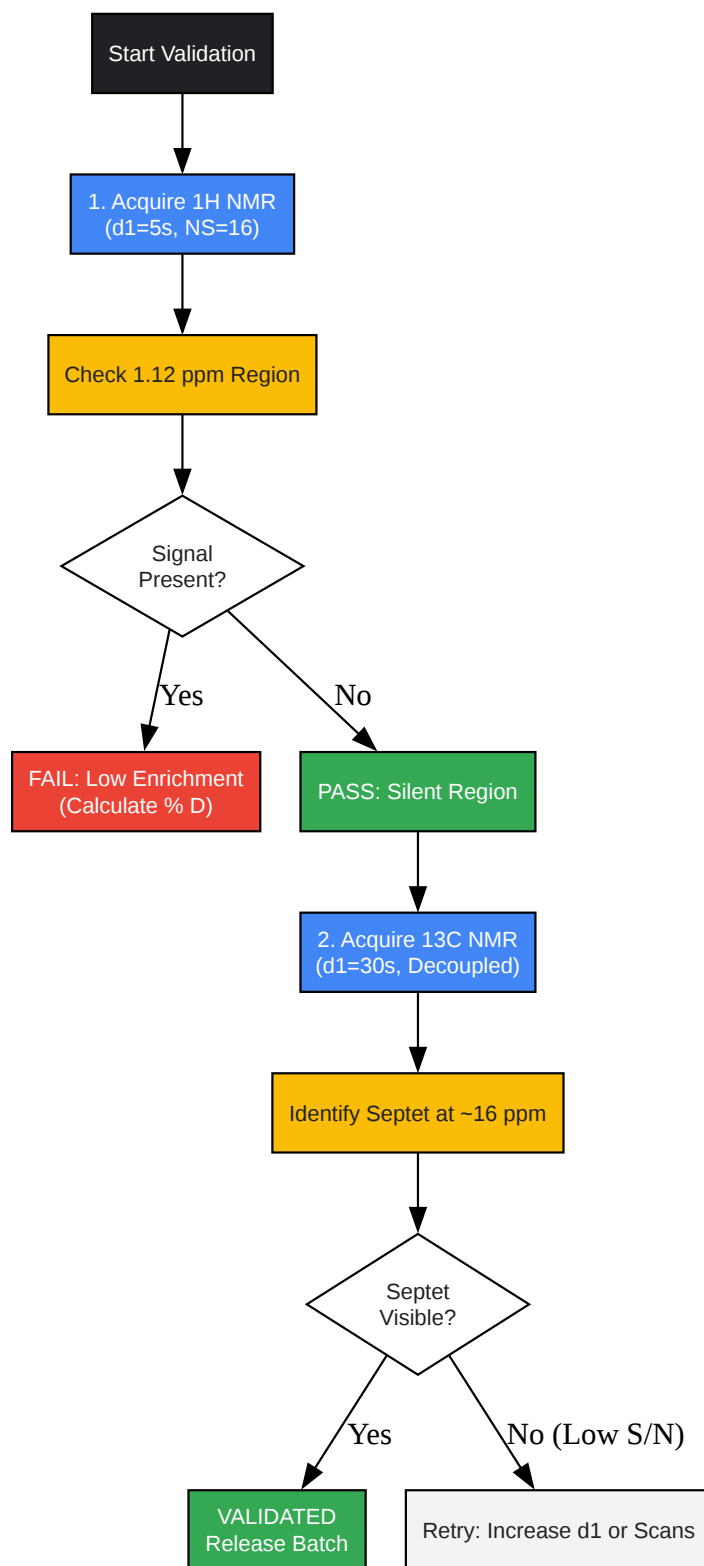 Start Validation
1. Acquire 1H NMR
(d1=5s, NS=16)
Check 1.12 ppm Region
Signal
Present?
Yes
No
FAIL: Low Enrichment
(Calculate % D)
PASS: Silent Region
2. Acquire 13C NMR
(d1=30s, Decoupled)
Identify Septet at ~16 ppm
Septet
Visible?
Yes
No (Low S/N)
VALIDATED
Release Batch
Retry: Increase d1 or Scans